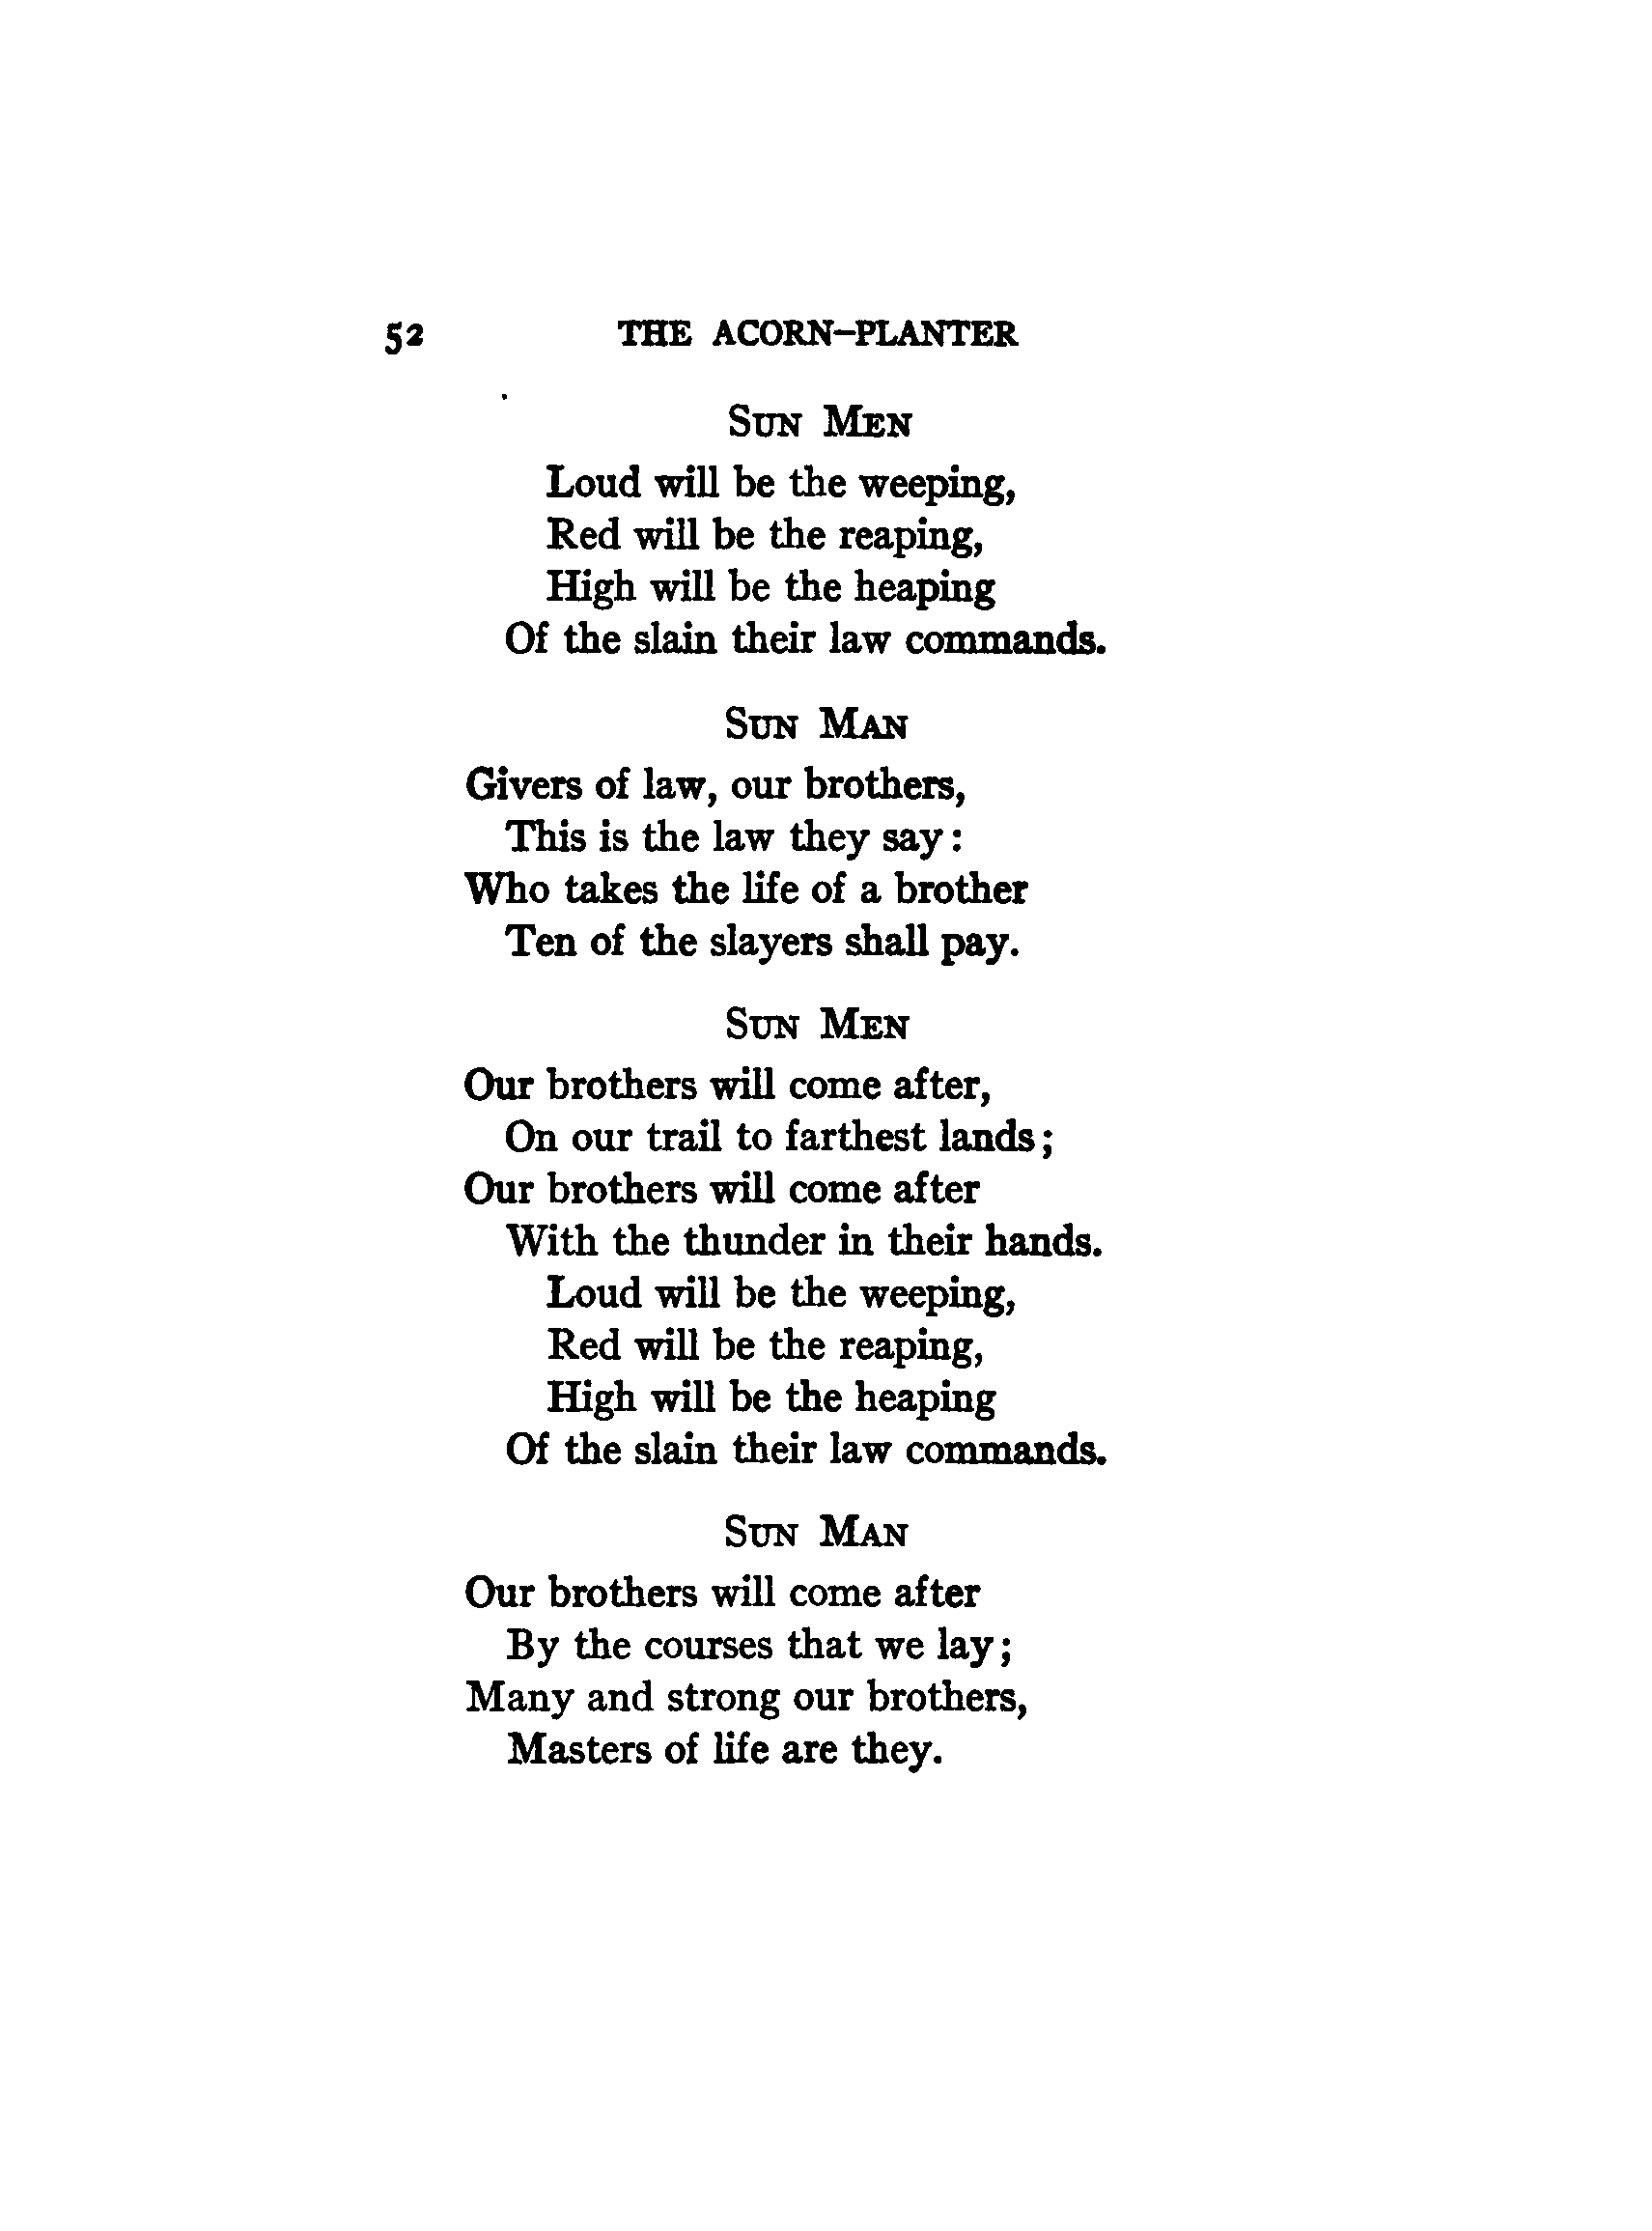 52 THE ACORN–PLANTER
SUN MEN
Loud will be the weeping,
Red will be the reaping,
High will be the heaping
Of the slain their law commands.
SUN MAN
Givers of law, our brothers,
This is the law they say:
Who takes the life of a brother
Ten of the slayers shall pay.
SUN MEN
Our brothers will come after,
On our trail to farthest lands;
Our brothers will come after
With the thunder in their hands.
Loud will be the weeping,
Red will be the reaping,
High will be the heaping
Of the slain their law commands.
SUN MAN
Our brothers will come after
By the courses that we lay;
Many and strong our brothers,
Masters of life are they.